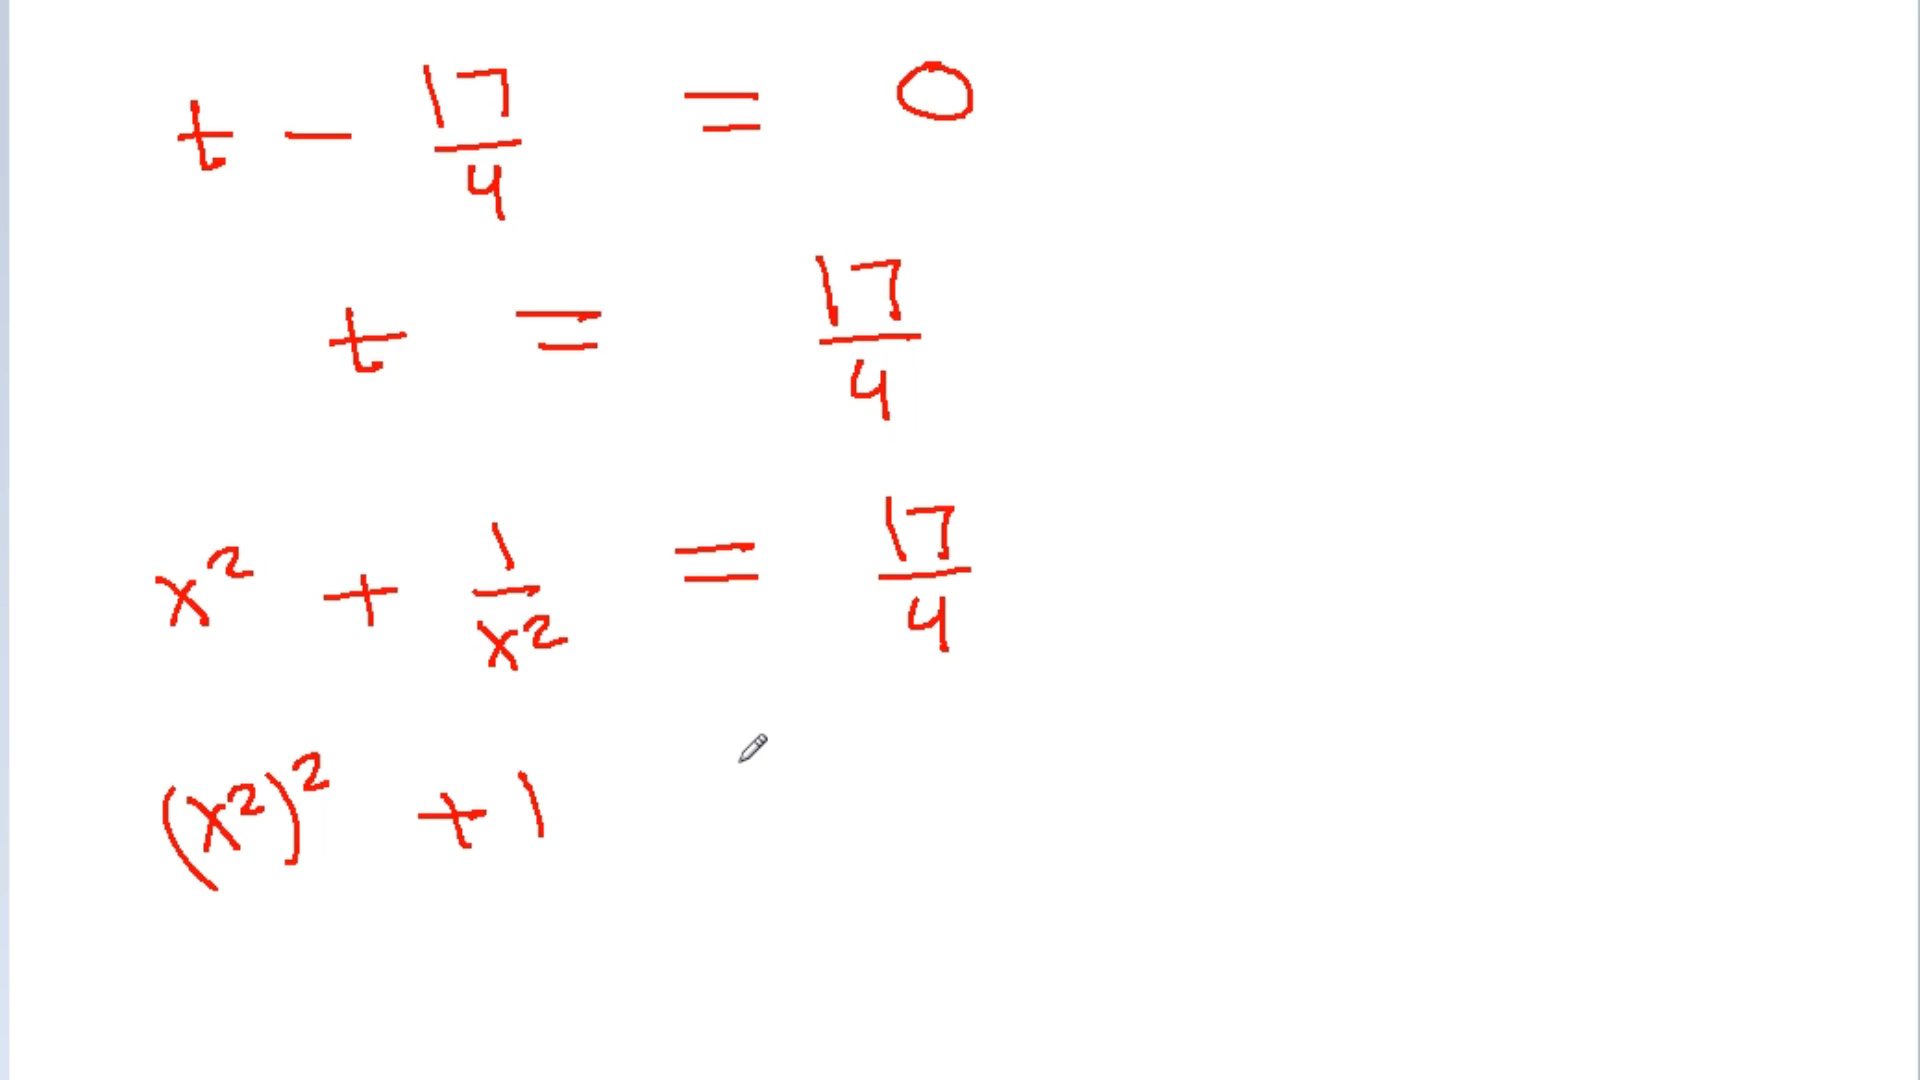 t - 17/4 = 0
t = 17/4
x² + 1/x² = 17/4
(x²)² + 1